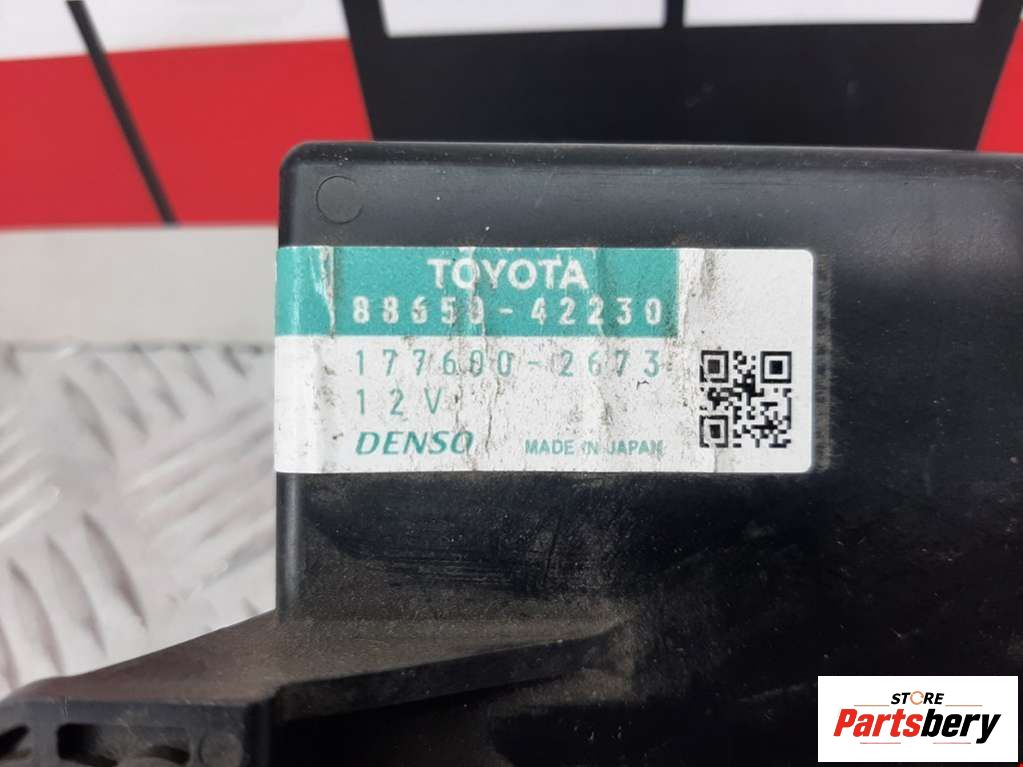 TOYOTA
88650-42230
177600-2673
12V
DENSO MADE IN JAPAN
STORE
Partsbery